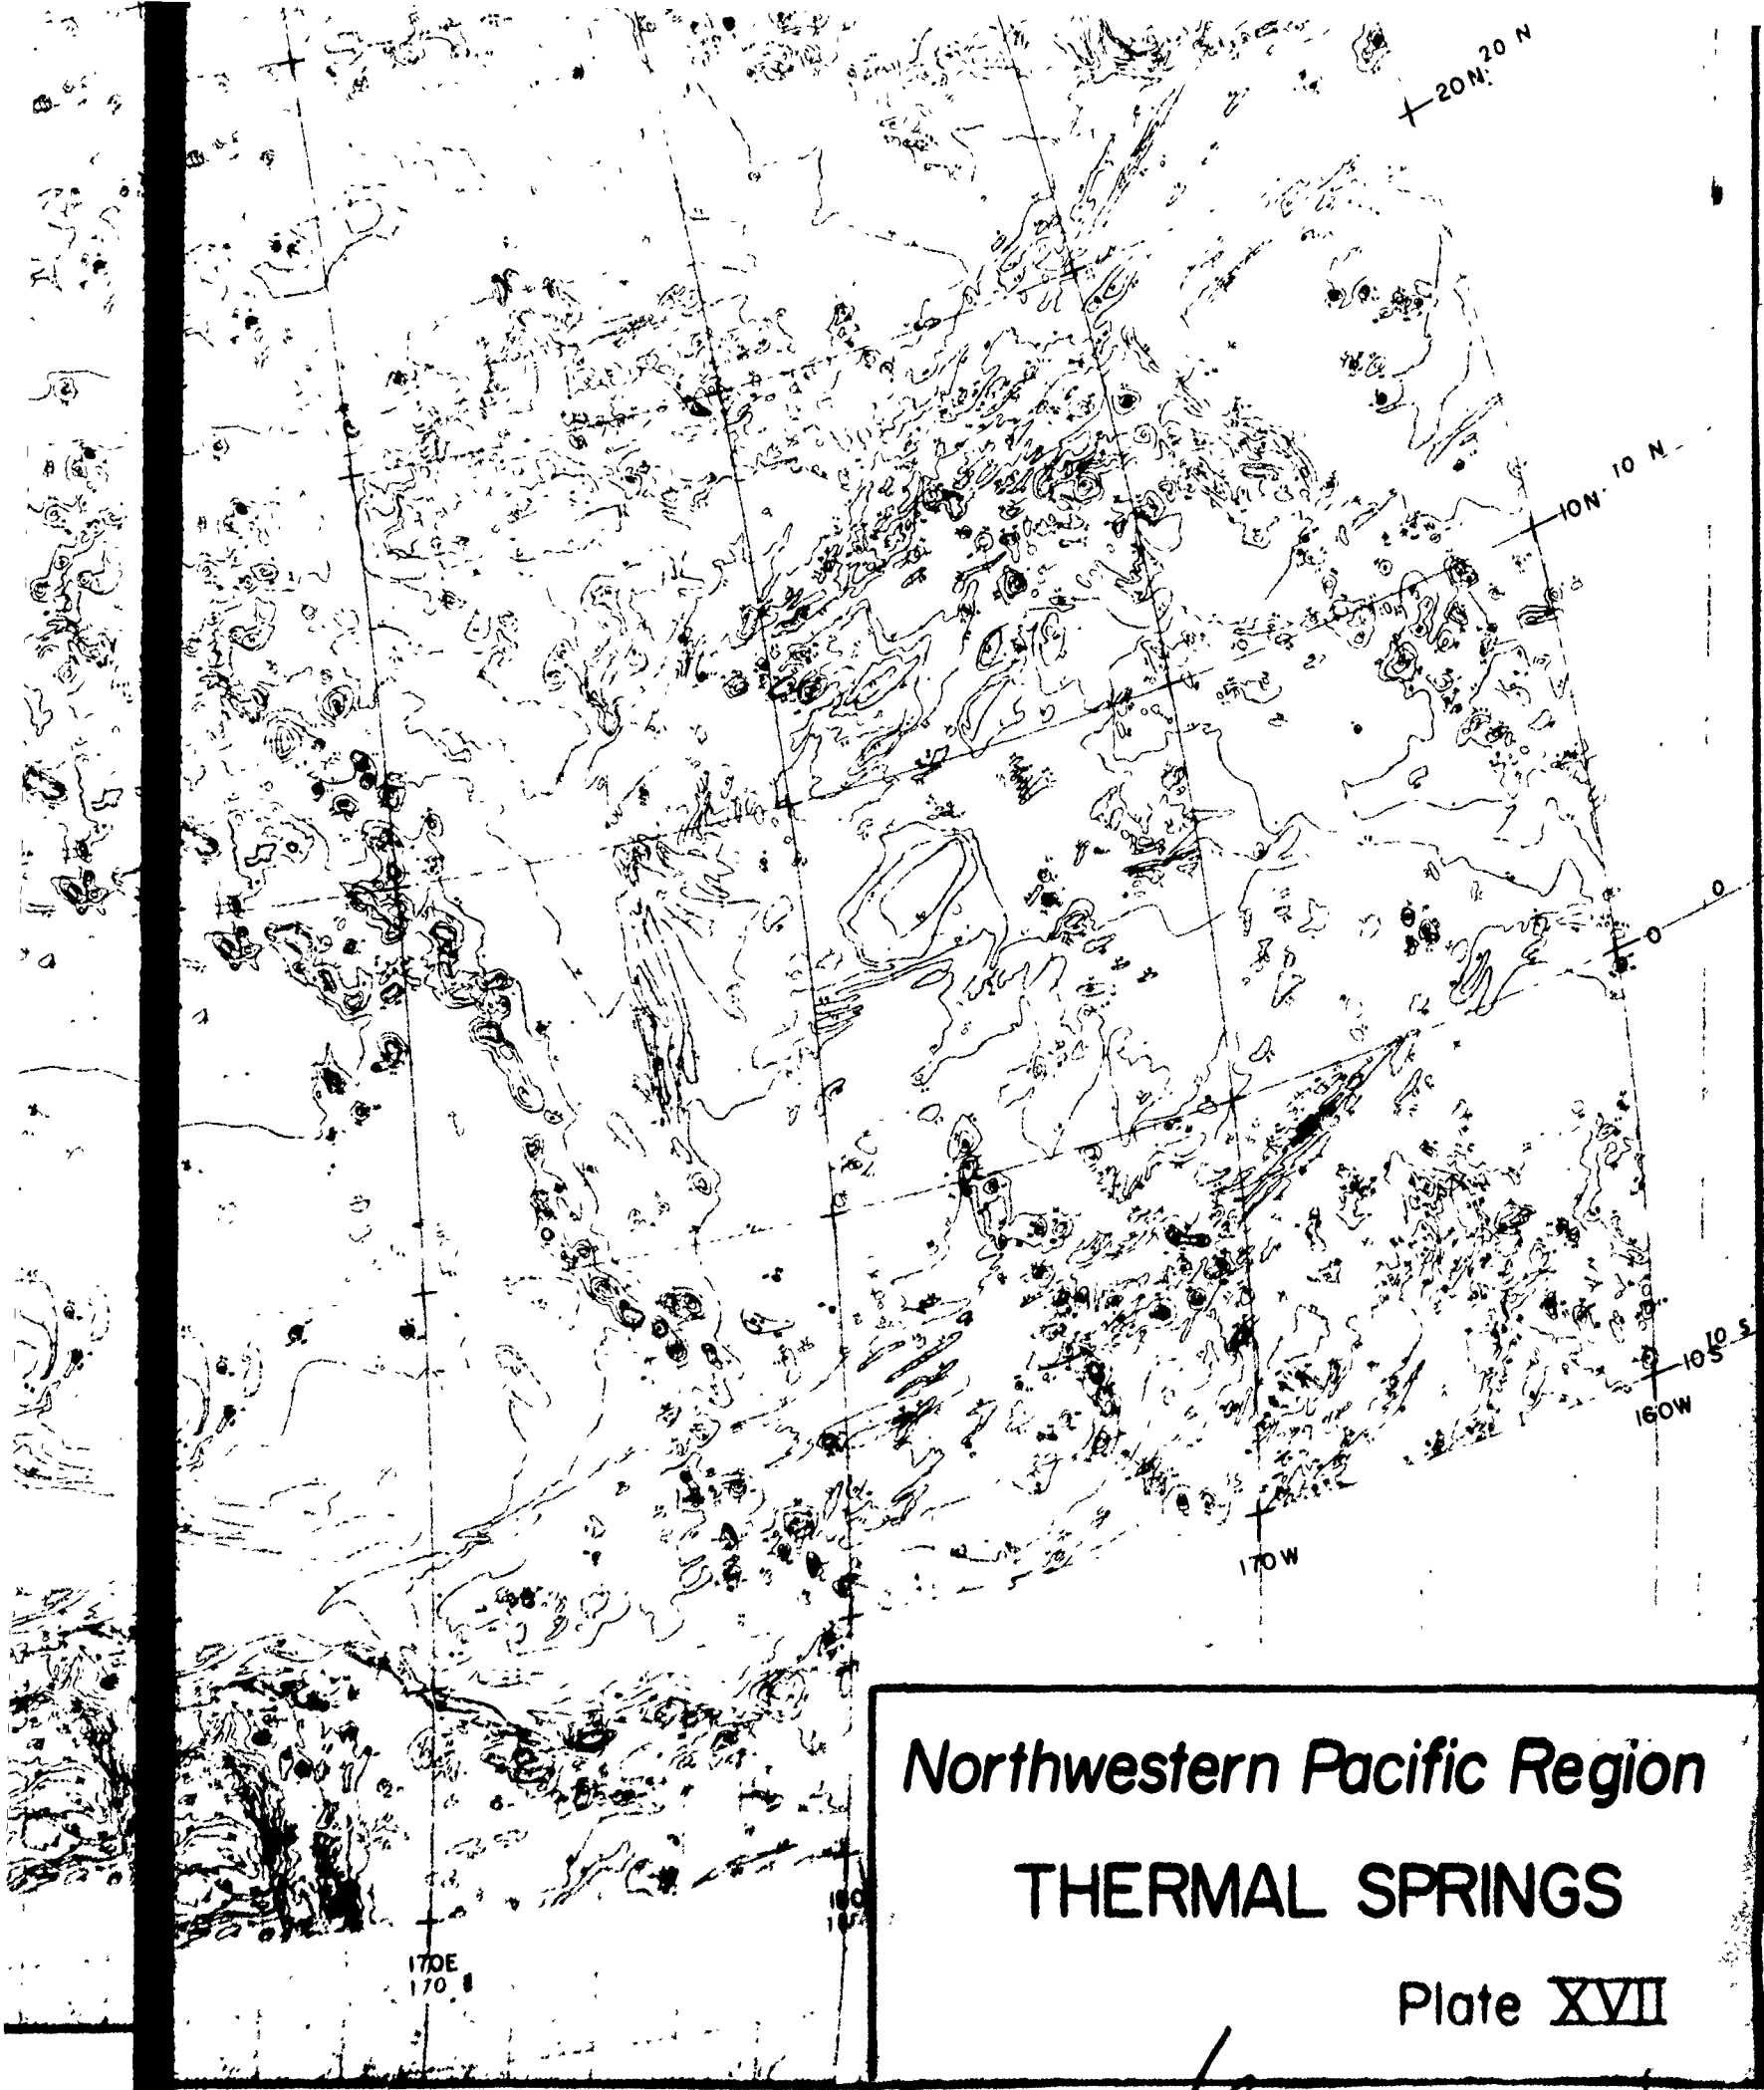 20 N
20N
10 N
10N
0
0
10 S
10S
160W
170W
180
170E
170
Northwestern Pacific Region
THERMAL SPRINGS
Plate XVII